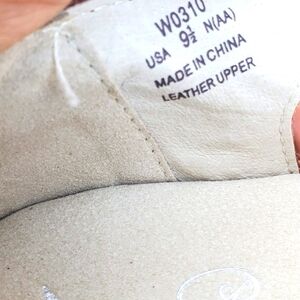 W0310
USA 9½ N(AA)
MADE IN CHINA
LEATHER UPPER